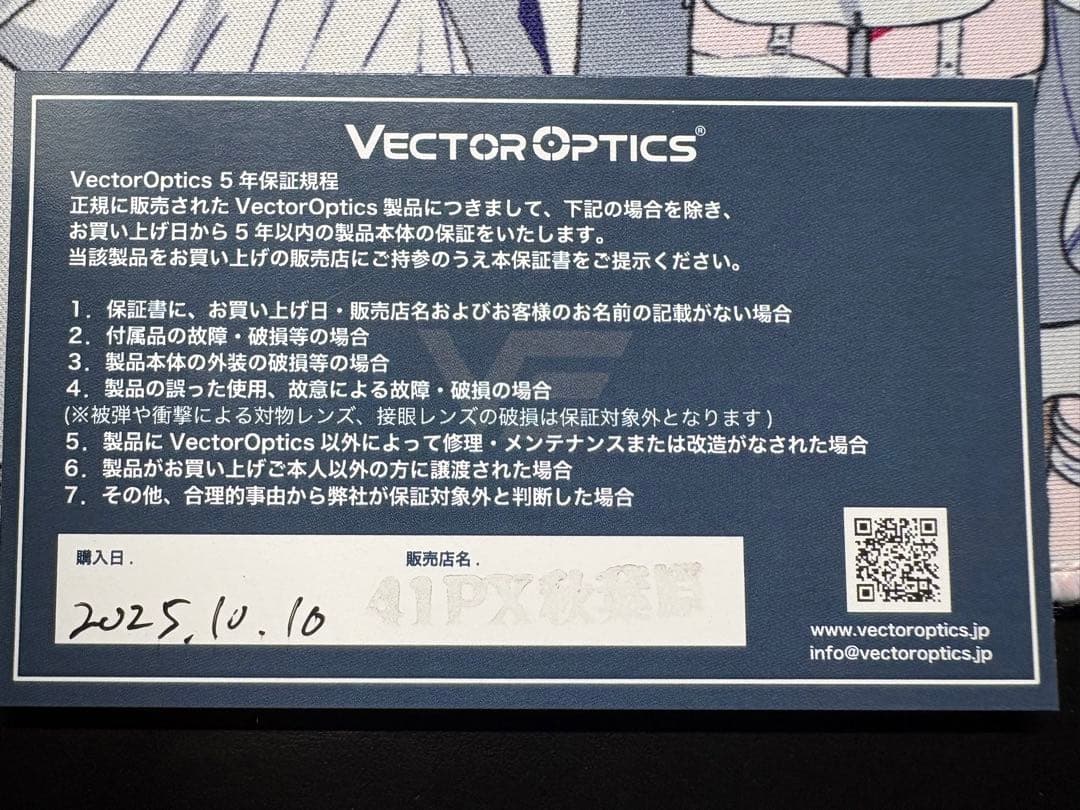 VECTOR OPTICS®
VectorOptics 5年保証規程
正規に販売された VectorOptics 製品につきまして、下記の場合を除き、
お買い上げ日から5年以内の製品本体の保証をいたします。
当該製品をお買い上げの販売店にご持参のうえ本保証書をご提示ください。
1．保証書に、お買い上げ日・販売店名およびお客様のお名前の記載がない場合
2．付属品の故障・破損等の場合
3．製品本体の外装の破損等の場合
4．製品の誤った使用、故意による故障・破損の場合
(※被弾や衝撃による対物レンズ、接眼レンズの破損は保証対象外となります)
5．製品に VectorOptics 以外によって修理・メンテナンスまたは改造がなされた場合
6．製品がお買い上げご本人以外の方に譲渡された場合
7．その他、合理的事由から弊社が保証対象外と判断した場合
購入日.
販売店名.
2025.10.10
41PX秋葉原
www.vectoroptics.jp
info@vectoroptics.jp